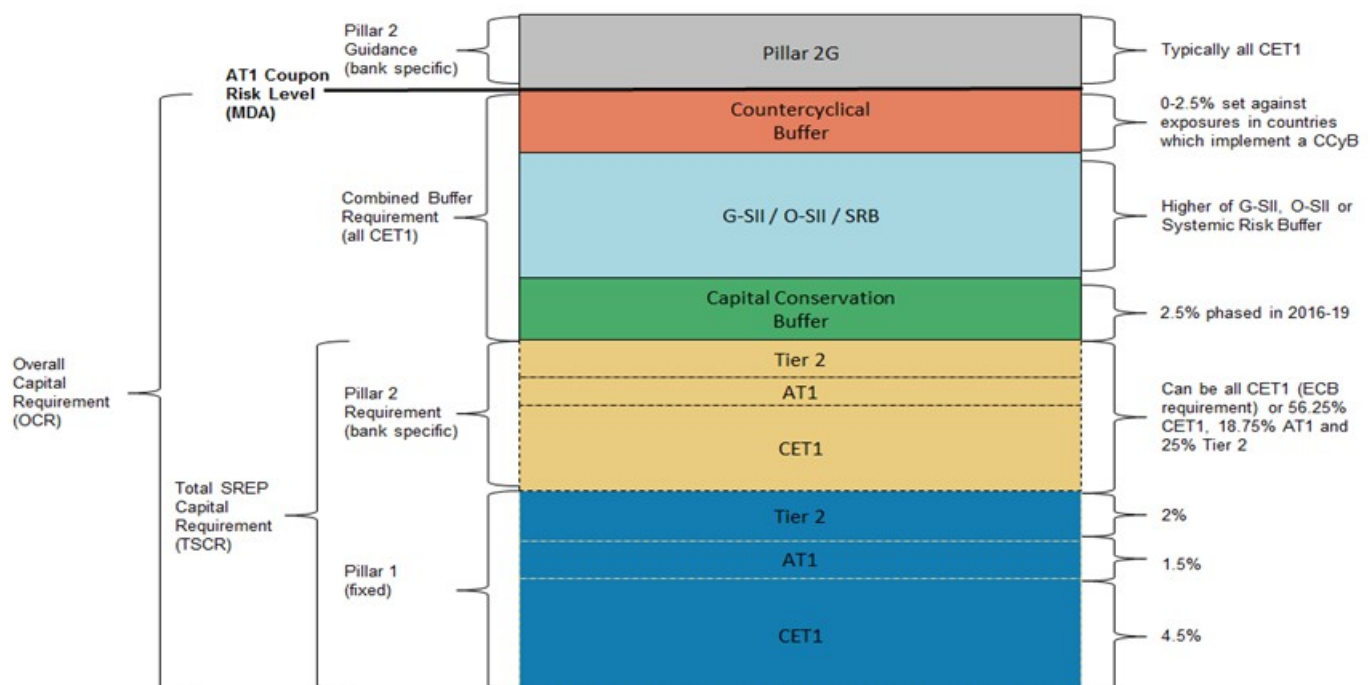 Pillar 2
Guidance
(bank specific)
Pillar 2G
Typically all CET1
AT1 Coupon
Risk Level
(MDA)
Countercyclical
Buffer
0-2.5% set against
exposures in countries
which implement a CCyB
Combined Buffer
Requirement
(all CET1)
G-SII / O-SII / SRB
Higher of G-SII, O-SII or
Systemic Risk Buffer
Capital Conservation
Buffer
2.5% phased in 2016-19
Overall
Capital
Requirement
(OCR)
Pillar 2
Requirement
(bank specific)
Tier 2
AT1
CET1
Can be all CET1 (ECB
requirement) or 56.25%
CET1, 18.75% AT1 and
25% Tier 2
Total SREP
Capital
Requirement
(TSCR)
Pillar 1
(fixed)
Tier 2
2%
AT1
1.5%
CET1
4.5%